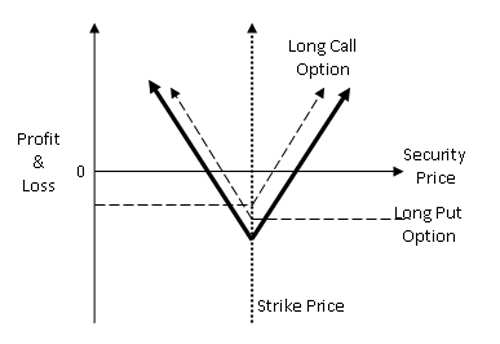 Long Call
Option
Profit
&
Loss
0
Security
Price
Long Put
Option
Strike Price